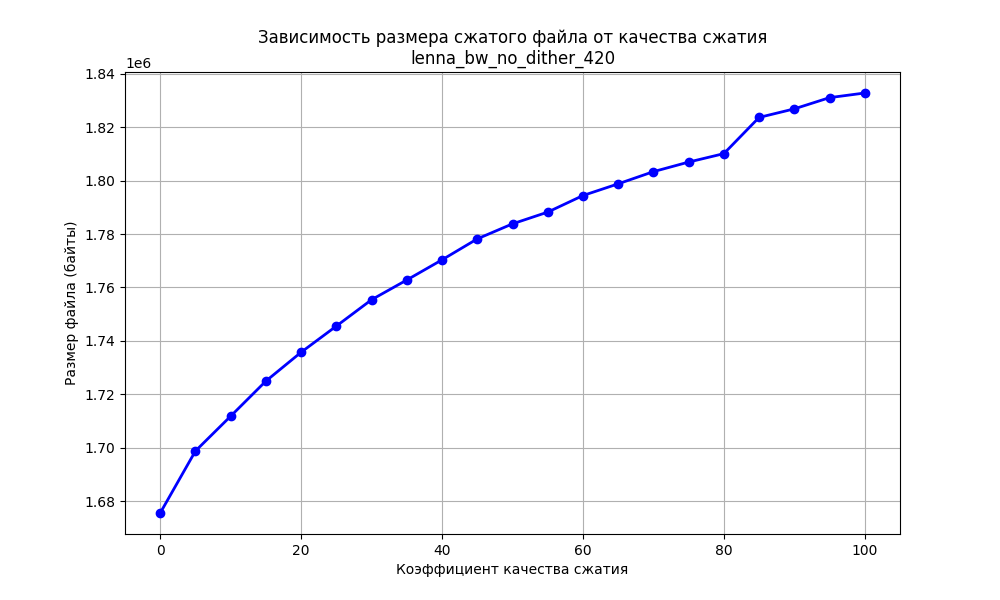 Зависимость размера сжатого файла от качества сжатия
lenna_bw_no_dither_420
1e6
1.84
1.82
1.80
1.78
1.76
1.74
1.72
1.70
1.68
Размер файла (байты)
0 20 40 60 80 100
Коэффициент качества сжатия